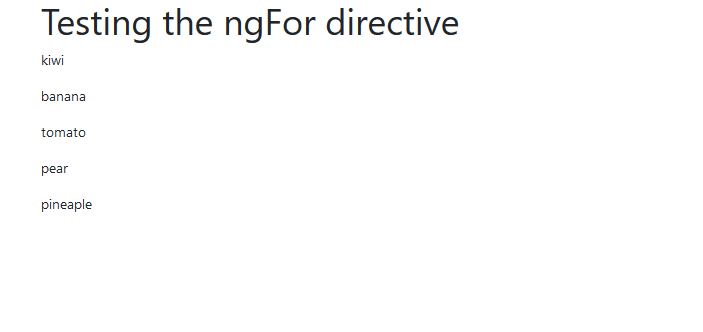 Testing the ngFor directive
kiwi
banana
tomato
pear
pineaple